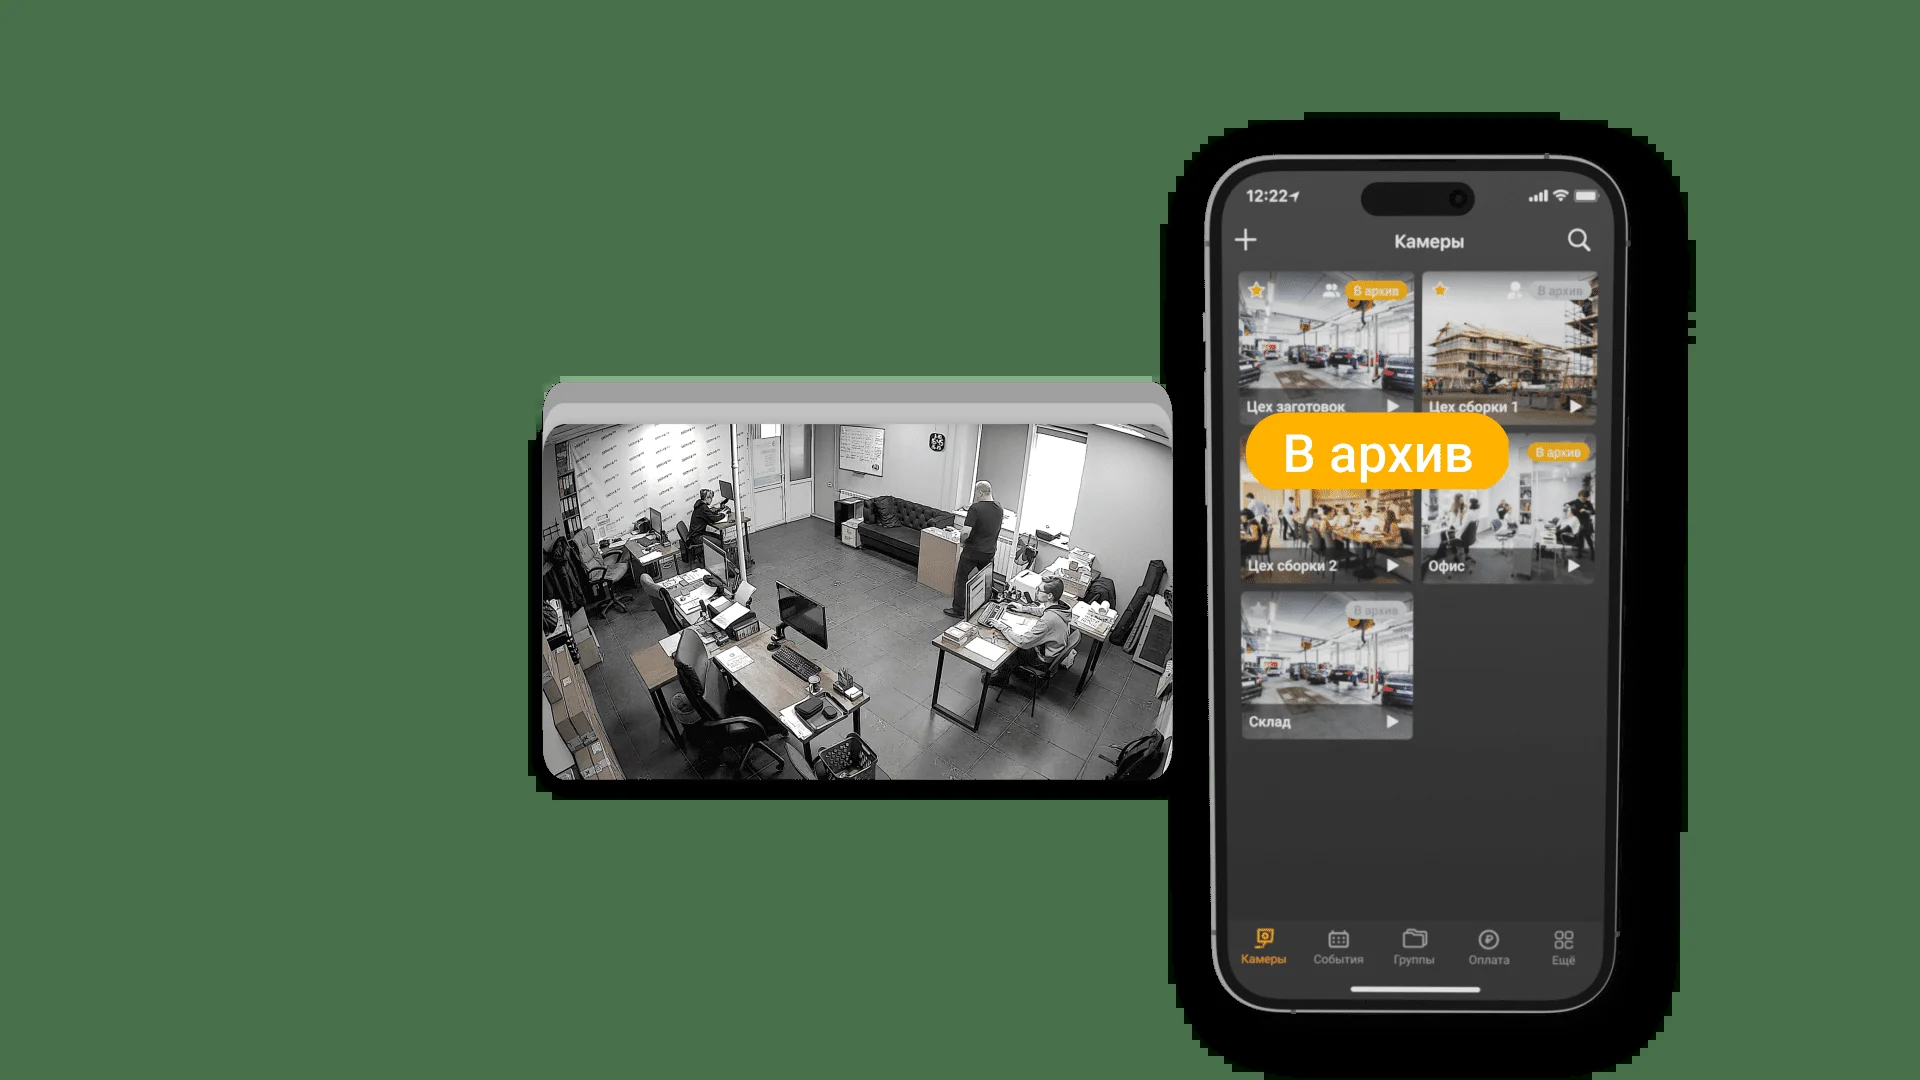 12:22
Камеры
В архив
В архив
Цех заготовок
Цех сборки 1
В архив
В архив
Цех сборки 2
Офис
В архив
Склад
Камеры
События
Группы
Оплата
Ещё